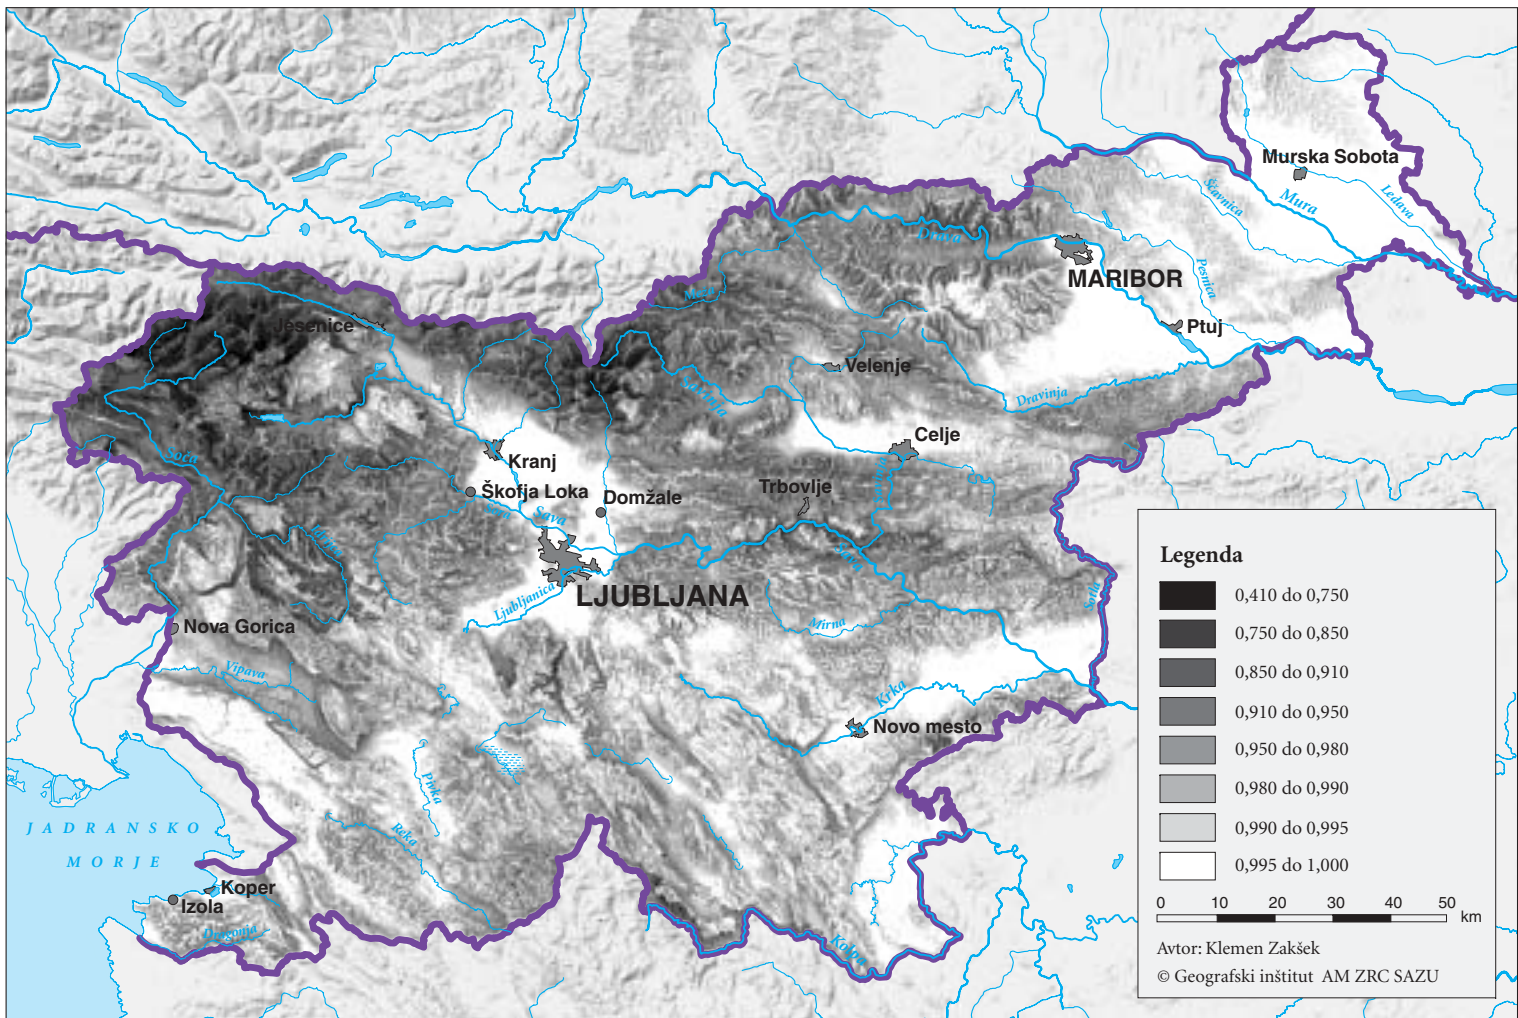 Murska Sobota
Ščavnica
Mura
Ledava
Drava
MARIBOR
Pesnica
Meža
Jesenice
Ptuj
Velenje
Savinja
Dravinja
Celje
Soča
Kranj
Savinja
Škofja Loka
Domžale
Trbovlje
Sora
Sava
Idrijca
Sava
Legenda
0,410 do 0,750
0,750 do 0,850
0,850 do 0,910
0,910 do 0,950
0,950 do 0,980
0,980 do 0,990
0,990 do 0,995
0,995 do 1,000
0 10 20 30 40 50 km
Avtor: Klemen Zakšek
© Geografski inštitut AM ZRC SAZU
Ljubljanica
LJUBLJANA
Sotla
Nova Gorica
Mirna
Vipava
Krka
Novo mesto
Pivka
JADRANSKO
MORJE
Reka
Koper
Izola
Dragonja
Kolpa